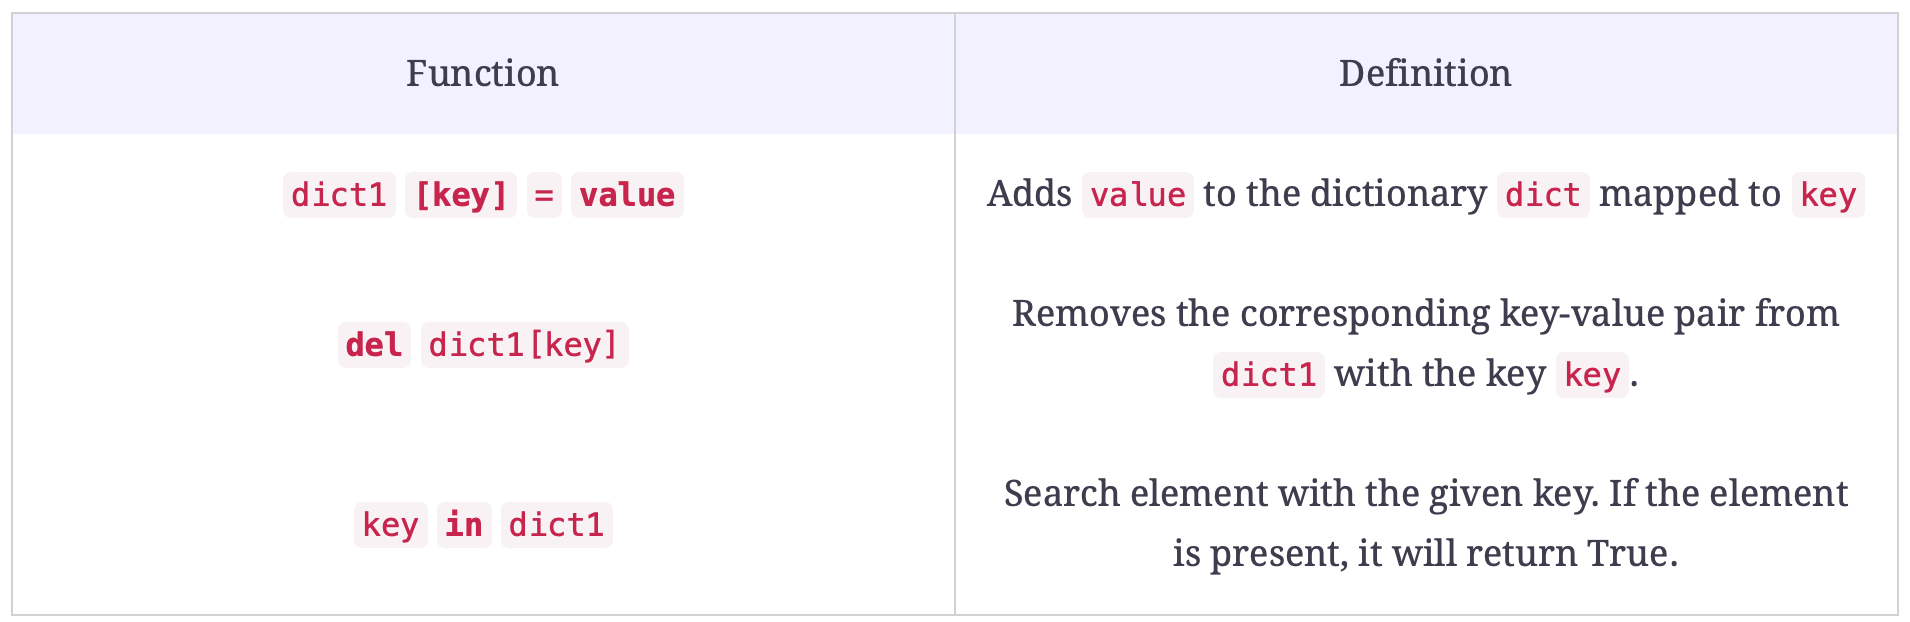 Function Definition
dict1 [key] = value
Adds value to the dictionary dict mapped to key
del dict1[key]
Removes the corresponding key-value pair from
dict1 with the key key.
key in dict1
Search element with the given key. If the element
is present, it will return True.